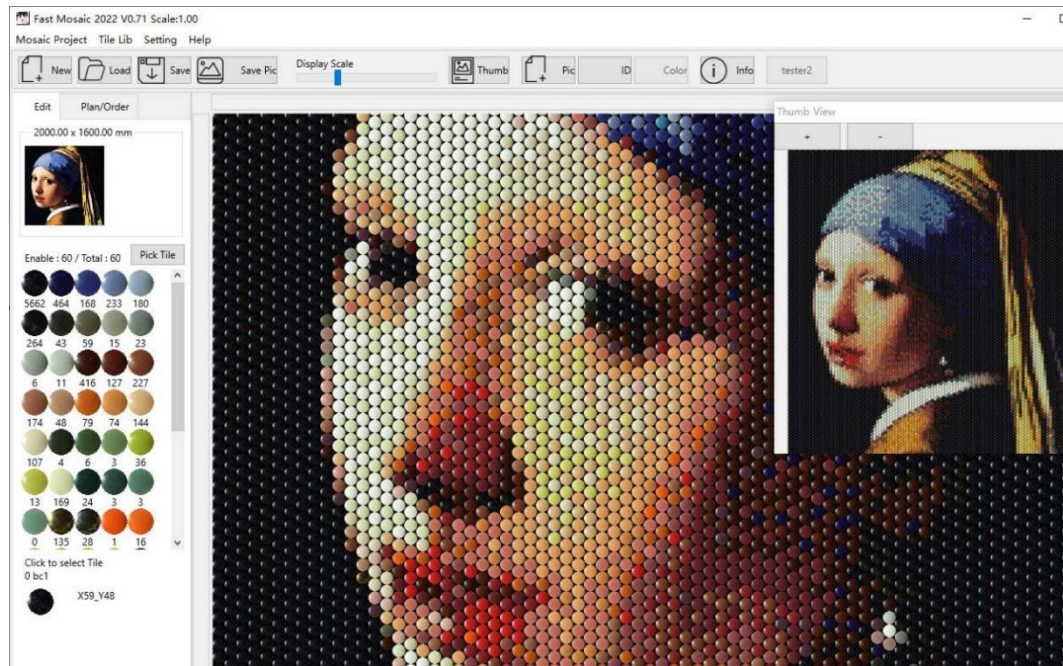 Fast Mosaic 2022 V0.71 Scale:1.00
Mosaic Project Tile Lib Setting Help
New Load Save Save Pic Display Scale Thumb Pic ID Color Info tester2
Edit Plan/Order
Thumb View
+ -
2000.00 x 1600.00 mm
Enable : 60 / Total : 60 Pick Tile
5662 464 168 233 180
264 43 59 15 23
6 11 416 127 227
174 48 79 74 144
107 4 6 3 36
13 169 24 3 3
0 135 28 1 16
Click to select Tile
0 bc1
X59_Y48